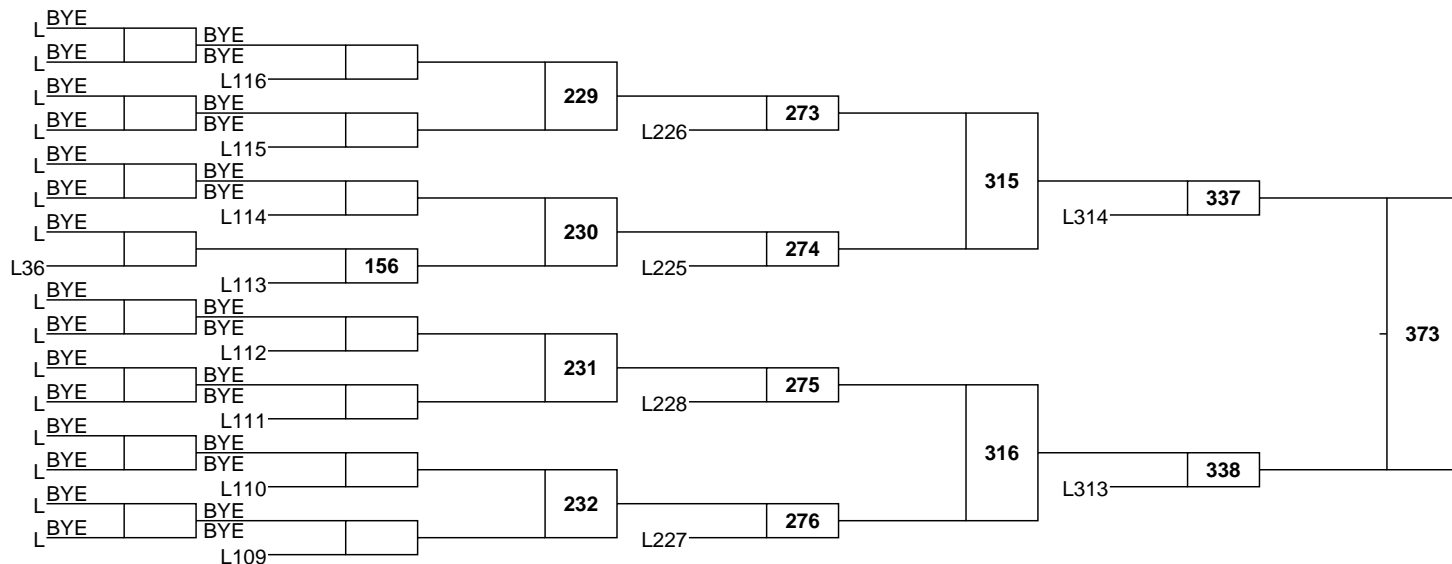 BYE
L
BYE
BYE
L
BYE
L116
BYE
L
229
BYE
BYE
273
BYE
L
L226
L115
BYE
L
BYE
315
BYE
BYE
L
337
L114
L314
BYE
L
230
274
L36
156
L225
L113
BYE
L
BYE
BYE
BYE
L
373
L112
BYE
L
231
275
BYE
BYE
BYE
L
L228
L111
BYE
L
BYE
316
BYE
BYE
L
338
L110
L313
BYE
L
232
BYE
276
BYE
BYE
L
L227
L109